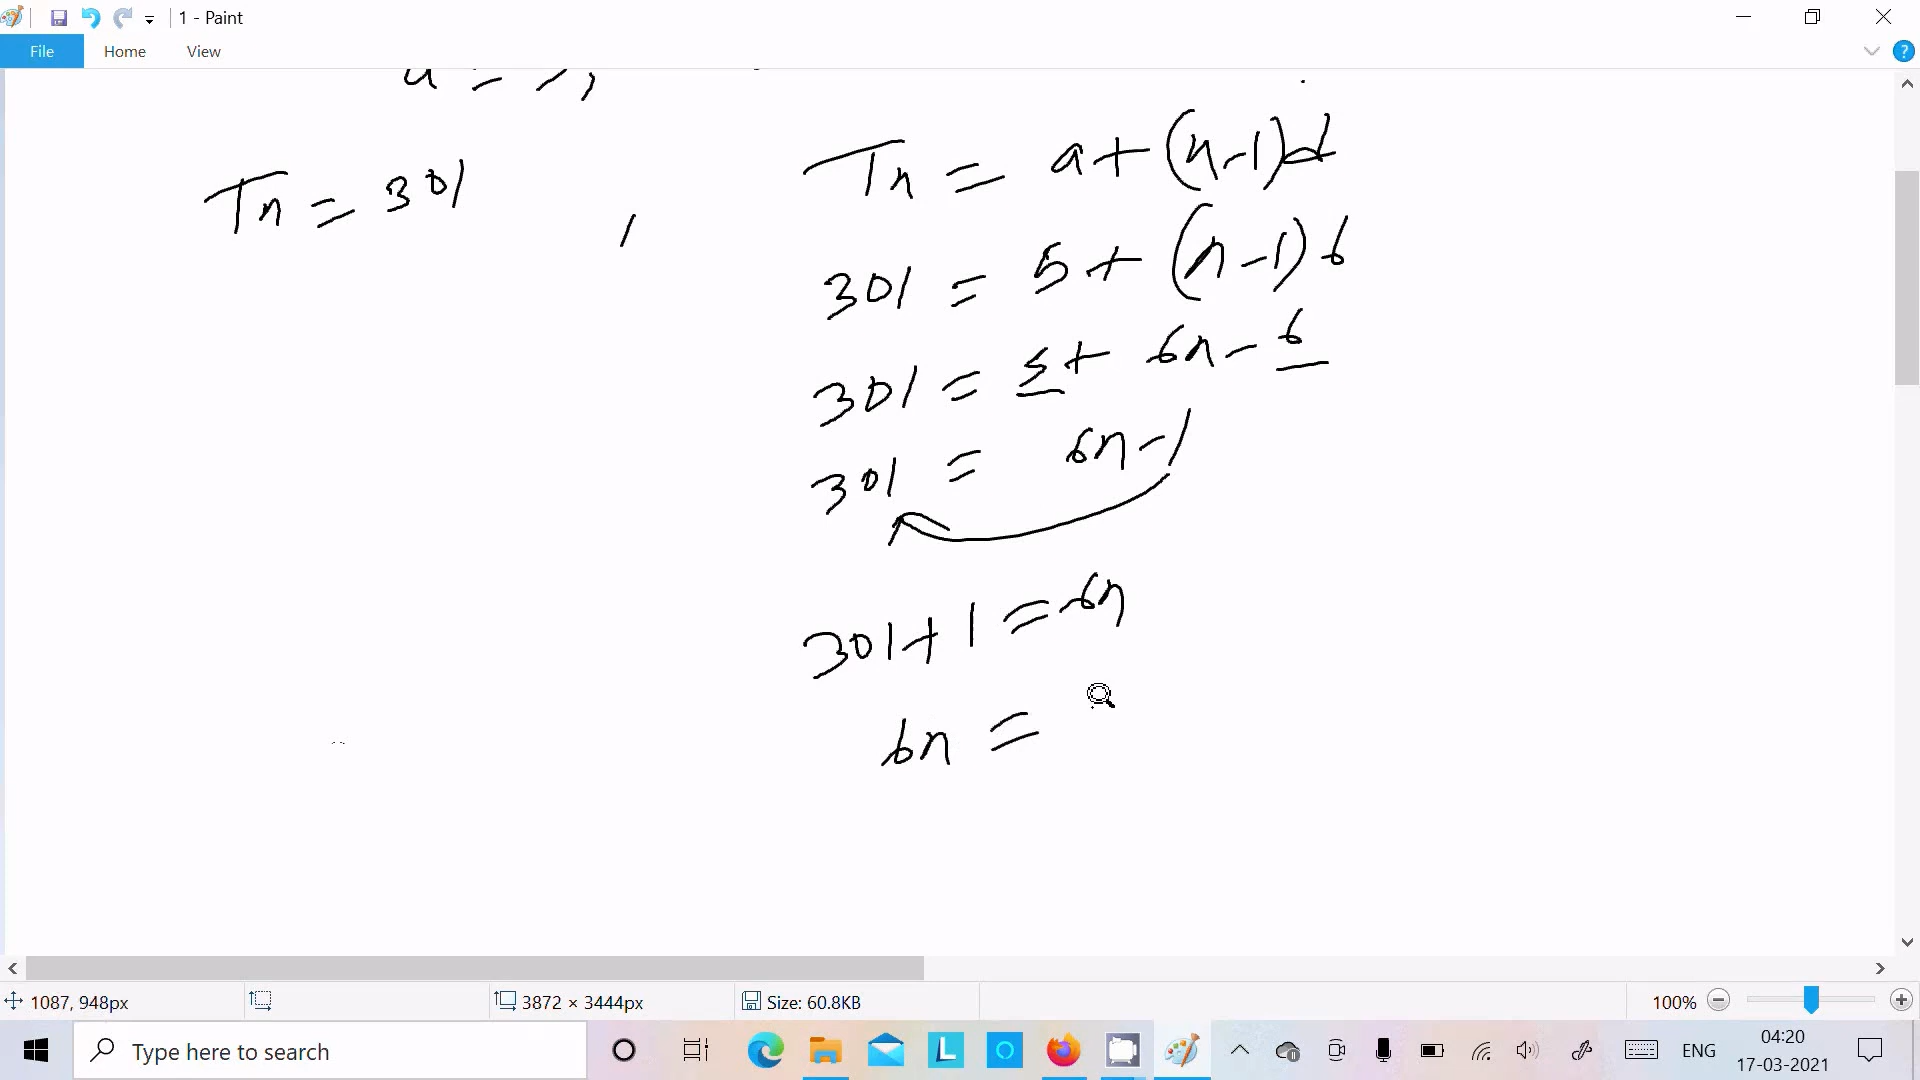 1 - Paint
File Home View
Tn = 301
Tn = a + (n-1)d
301 = 5 + (n-1)6
301 = 5 + 6n - 6
301 = 6n - 1
301 + 1 = 6n
6n =
1087, 948px
3872 × 3444px
Size: 60.8KB
100%
Type here to search
ENG
04:20
17-03-2021